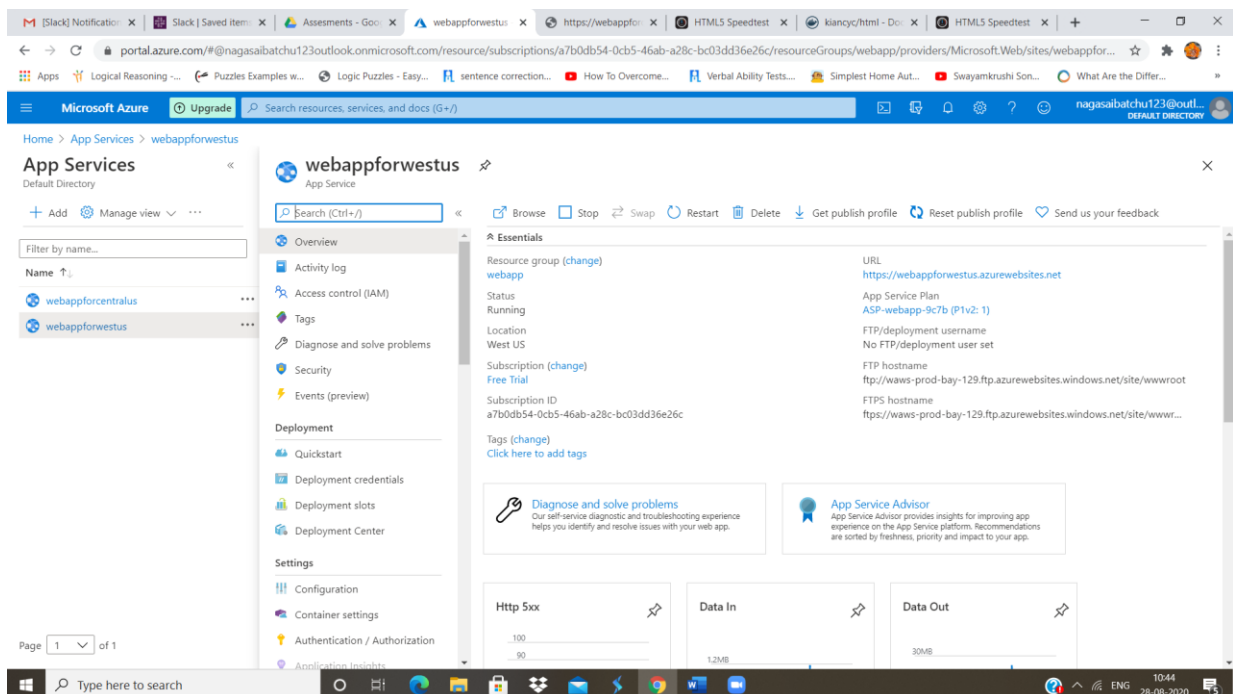 [Slack] Notification
Slack | Saved item
Assesments - Goo
webappforwestus
https://webappfor
kiancyc/html - Doc
HTML5 Speedtest
HTML5 Speedtest
portal.azure.com/#@nagasaibatchu123outlook.onmicrosoft.com/resource/subscriptions/a7b0db54-0cb5-46ab-a28c-bc03dd36e26c/resourceGroups/webapp/providers/Microsoft.Web/sites/webappfor...
Apps Logical Reasoning -... Puzzles Examples w... Logic Puzzles - Easy... sentence correction... How To Overcome... Verbal Ability Tests.... Simplest Home Aut... Swayamkrushi Son... What Are the Differ... »
Microsoft Azure Upgrade Search resources, services, and docs (G+/) nagasaibatchu123@outl...
DEFAULT DIRECTORY
Home > App Services > webappforwestus
App Services «
Default Directory
+ Add Manage view ...
Filter by name...
Name ↑↓
webappforcentralus ...
webappforwestus ...
Page 1 of 1
webappforwestus
App Service
Search (Ctrl+/) «
Overview
Activity log
Access control (IAM)
Tags
Diagnose and solve problems
Security
Events (preview)
Deployment
Quickstart
Deployment credentials
Deployment slots
Deployment Center
Settings
Configuration
Container settings
Authentication / Authorization
Application Insights
Browse Stop Swap Restart Delete Get publish profile Reset publish profile Send us your feedback
Essentials
Resource group (change)
webapp
Status
Running
Location
West US
Subscription (change)
Free Trial
Subscription ID
a7b0db54-0cb5-46ab-a28c-bc03dd36e26c
Tags (change)
Click here to add tags
URL
https://webappforwestus.azurewebsites.net
App Service Plan
ASP-webapp-9c7b (P1v2: 1)
FTP/deployment username
No FTP/deployment user set
FTP hostname
ftp://waws-prod-bay-129.ftp.azurewebsites.windows.net/site/wwwroot
FTPS hostname
ftps://waws-prod-bay-129.ftp.azurewebsites.windows.net/site/wwwr...
Diagnose and solve problems
Our self-service diagnostic and troubleshooting experience
helps you identify and resolve issues with your web app.
App Service Advisor
App Service Advisor provides insights for improving app
experience on the App Service platform. Recommendations
are sorted by freshness, priority and impact to your app.
Http 5xx
100
90
Data In
1.2MB
Data Out
30MB
Type here to search
ENG
10:44
28-08-2020